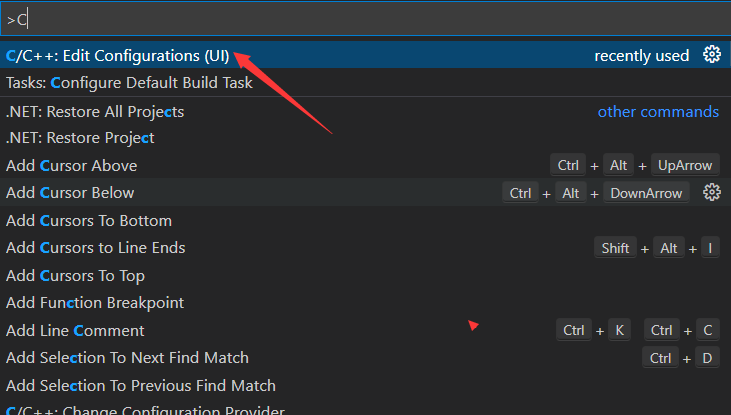 >C
C/C++: Edit Configurations (UI) recently used
Tasks: Configure Default Build Task
.NET: Restore All Projects other commands
.NET: Restore Project
Add Cursor Above Ctrl + Alt + UpArrow
Add Cursor Below Ctrl + Alt + DownArrow
Add Cursors To Bottom
Add Cursors to Line Ends Shift + Alt + I
Add Cursors To Top
Add Function Breakpoint
Add Line Comment Ctrl + K Ctrl + C
Add Selection To Next Find Match Ctrl + D
Add Selection To Previous Find Match
C/C++: Change Configuration Provider